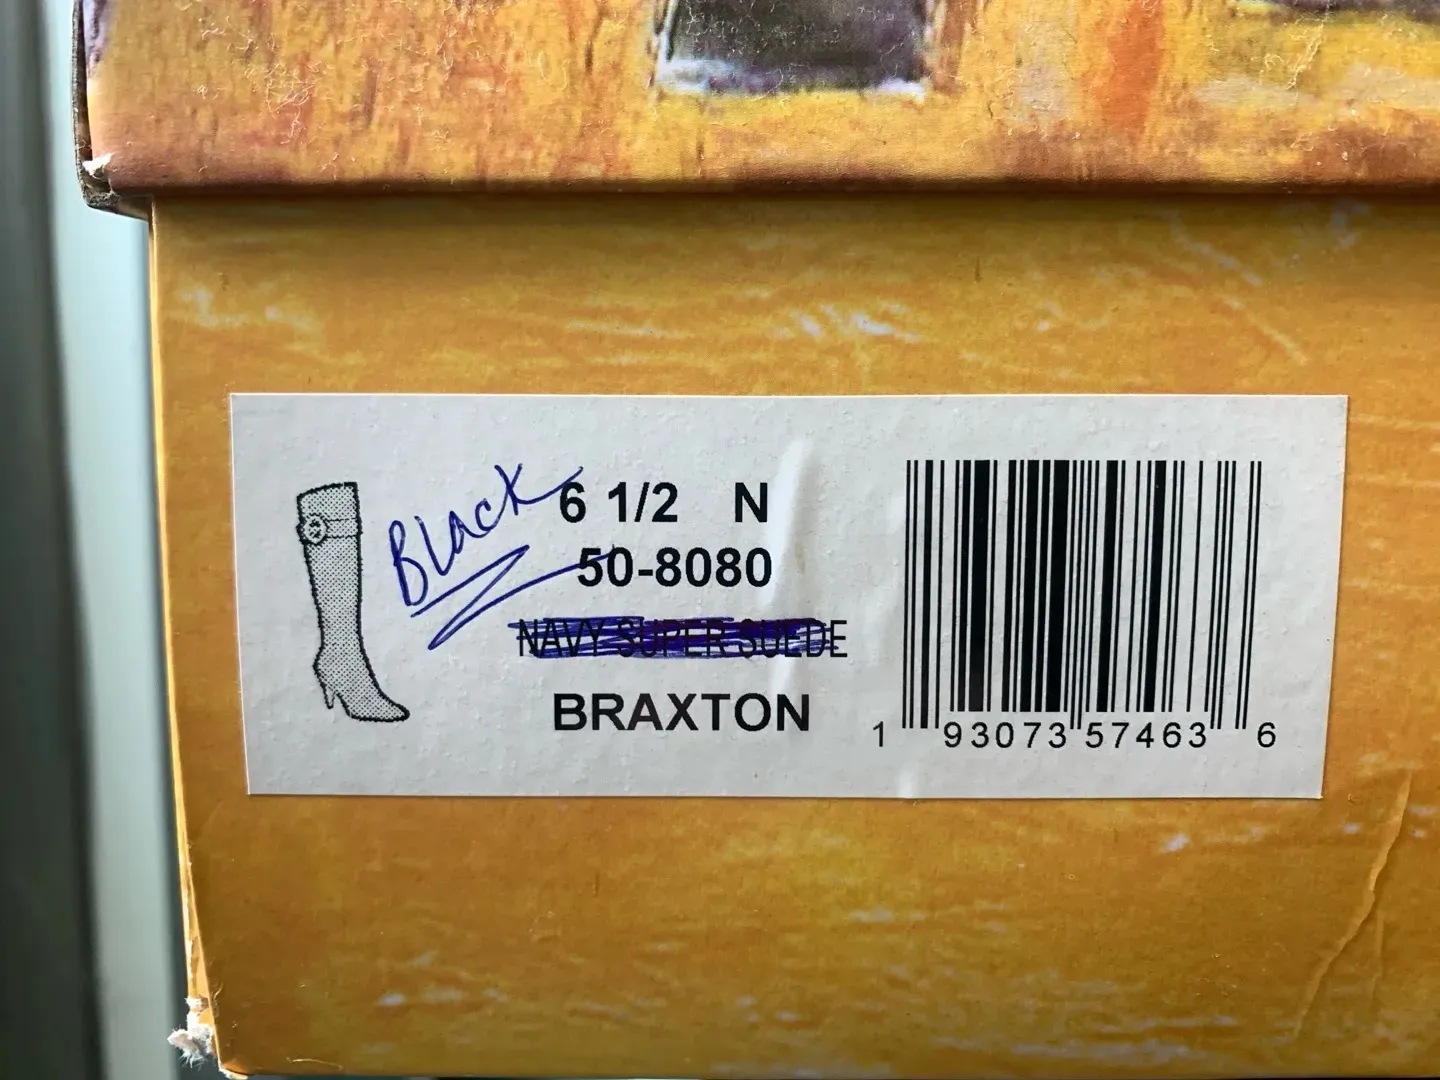 Black
6 1/2 N
50-8080
NAVY SUPER SUEDE
BRAXTON
1 93073 57463 6